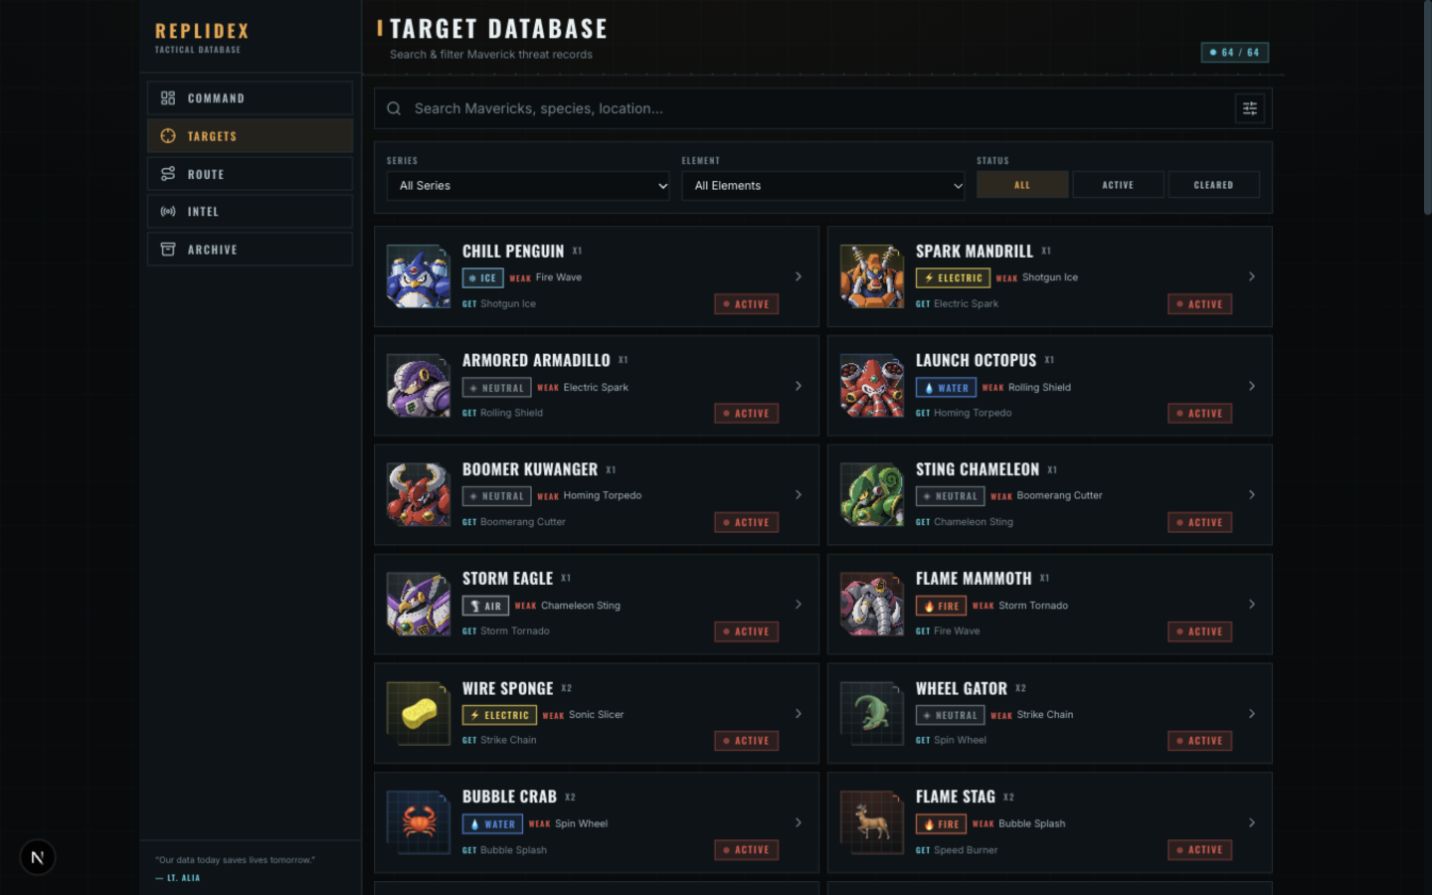 REPLIDEX
TACTICAL DATABASE
COMMAND
TARGETS
ROUTE
INTEL
ARCHIVE
"Our data today saves lives tomorrow."
— LT. ALIA
N
TARGET DATABASE
Search & filter Maverick threat records
64 / 64
Search Mavericks, species, location...
SERIES
All Series
ELEMENT
All Elements
STATUS
ALL
ACTIVE
CLEARED
CHILL PENGUIN X1
ICE WEAK Fire Wave
GET Shotgun Ice
ACTIVE
SPARK MANDRILL X1
ELECTRIC WEAK Shotgun Ice
GET Electric Spark
ACTIVE
ARMORED ARMADILLO X1
NEUTRAL WEAK Electric Spark
GET Rolling Shield
ACTIVE
LAUNCH OCTOPUS X1
WATER WEAK Rolling Shield
GET Homing Torpedo
ACTIVE
BOOMER KUWANGER X1
NEUTRAL WEAK Homing Torpedo
GET Boomerang Cutter
ACTIVE
STING CHAMELEON X1
NEUTRAL WEAK Boomerang Cutter
GET Chameleon Sting
ACTIVE
STORM EAGLE X1
AIR WEAK Chameleon Sting
GET Storm Tornado
ACTIVE
FLAME MAMMOTH X1
FIRE WEAK Storm Tornado
GET Fire Wave
ACTIVE
WIRE SPONGE X2
ELECTRIC WEAK Sonic Slicer
GET Strike Chain
ACTIVE
WHEEL GATOR X2
NEUTRAL WEAK Strike Chain
GET Spin Wheel
ACTIVE
BUBBLE CRAB X2
WATER WEAK Spin Wheel
GET Bubble Splash
ACTIVE
FLAME STAG X2
FIRE WEAK Bubble Splash
GET Speed Burner
ACTIVE